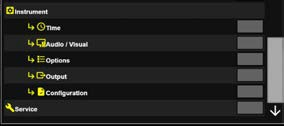 Instrument
Time
Audio / Visual
Options
Output
Configuration
Service